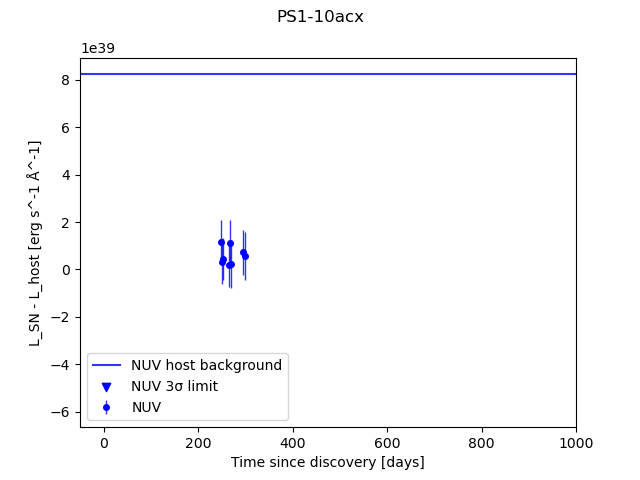 PS1-10acx
1e39
8
6
4
2
0
−2
−4
−6
L_SN - L_host [erg s^-1 Å^-1]
NUV host background
NUV 3σ limit
NUV
0 200 400 600 800 1000
Time since discovery [days]